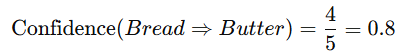 Confidence(Bread ⇒ Butter) = 4/5 = 0.8